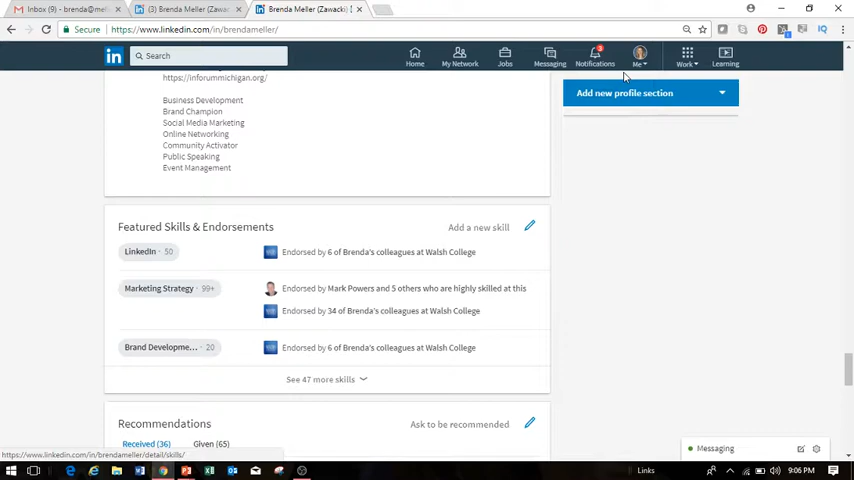 Inbox (9) - brenda@mell
(3) Brenda Meller (Zawacki)
Brenda Meller (Zawacki) [
Secure
https://www.linkedin.com/in/brendameller/
in
Search
Home
My Network
Jobs
Messaging
Notifications
3
Me
Work
Learning
https://inforummichigan.org/
Add new profile section
Business Development
Brand Champion
Social Media Marketing
Online Networking
Community Activator
Public Speaking
Event Management
Featured Skills & Endorsements
Add a new skill
LinkedIn · 50
Endorsed by 6 of Brenda's colleagues at Walsh College
Marketing Strategy · 99+
Endorsed by Mark Powers and 5 others who are highly skilled at this
Endorsed by 34 of Brenda's colleagues at Walsh College
Brand Developme... · 20
Endorsed by 6 of Brenda's colleagues at Walsh College
See 47 more skills
Recommendations
Ask to be recommended
Received (36)
Given (65)
Messaging
https://www.linkedin.com/in/brendameller/detail/skills/
Links
9:06 PM